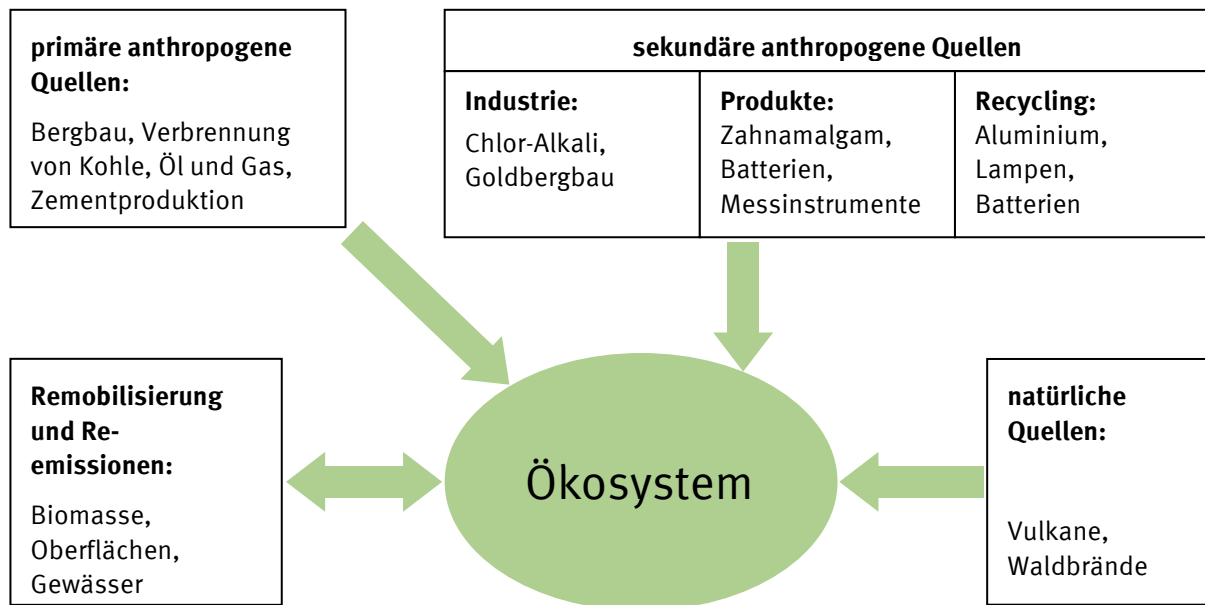 primäre anthropogene
Quellen:
Bergbau, Verbrennung
von Kohle, Öl und Gas,
Zementproduktion
sekundäre anthropogene Quellen
Industrie:
Chlor-Alkali,
Goldbergbau
Produkte:
Zahnamalgam,
Batterien,
Messinstrumente
Recycling:
Aluminium,
Lampen,
Batterien
Remobilisierung
und Re-
emissionen:
Biomasse,
Oberflächen,
Gewässer
Ökosystem
natürliche
Quellen:
Vulkane,
Waldbrände